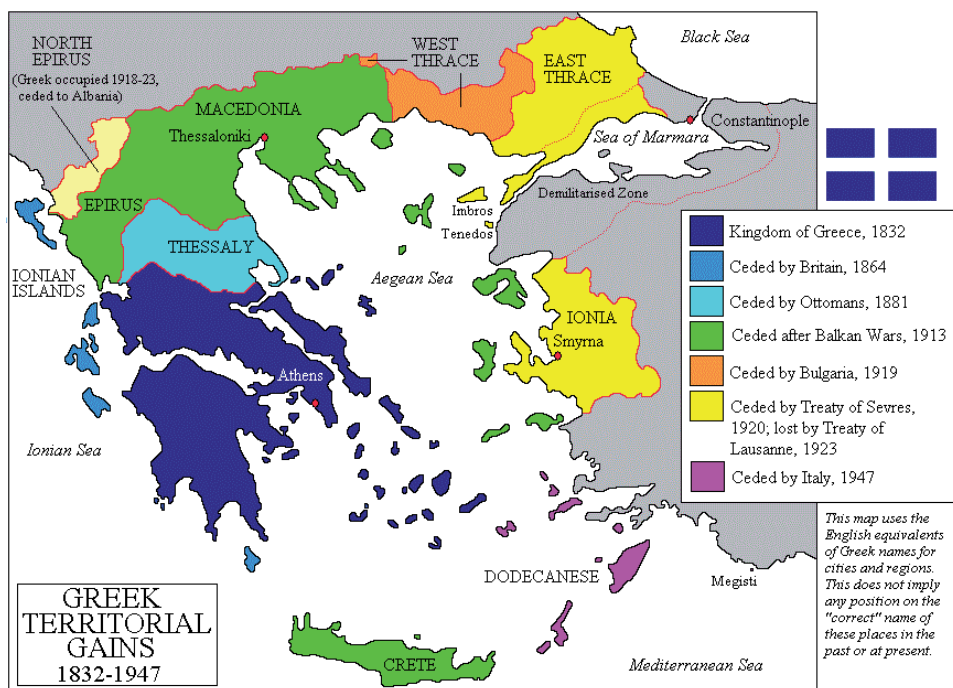 NORTH
EPIRUS
(Greek occupied 1918-23,
ceded to Albania)
WEST
THRACE
EAST
THRACE
Black Sea
MACEDONIA
Thessaloniki
Constantinople
Sea of Marmara
Demilitarised Zone
Imbros
Tenedos
EPIRUS
THESSALY
IONIAN
ISLANDS
Aegean Sea
IONIA
Smyrna
Athens
Ionian Sea
DODECANESE
Megisti
CRETE
Mediterranean Sea
Kingdom of Greece, 1832
Ceded by Britain, 1864
Ceded by Ottomans, 1881
Ceded after Balkan Wars, 1913
Ceded by Bulgaria, 1919
Ceded by Treaty of Sevres,
1920; lost by Treaty of
Lausanne, 1923
Ceded by Italy, 1947
This map uses the
English equivalents
of Greek names for
cities and regions.
This does not imply
any position on the
"correct" name of
these places in the
past or at present.
GREEK
TERRITORIAL
GAINS
1832-1947